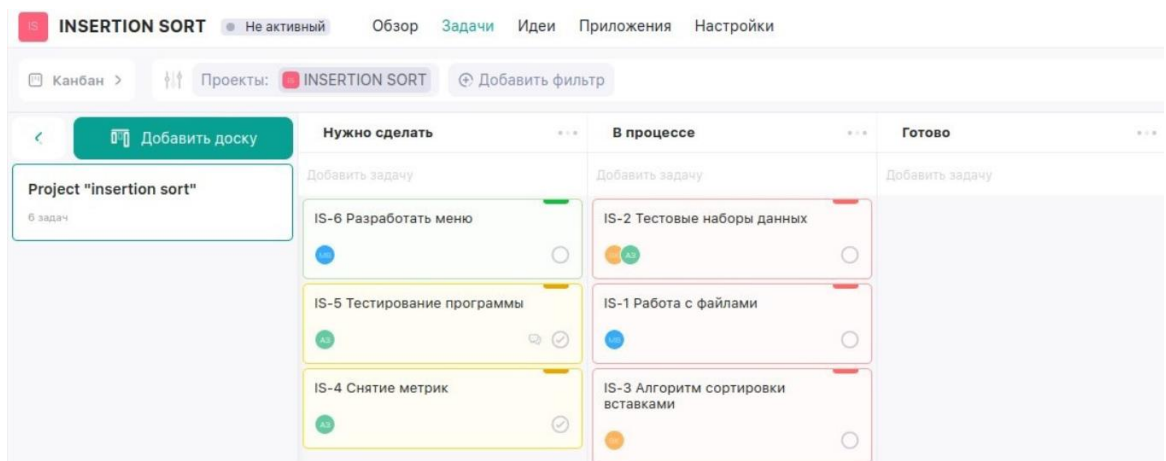 IS INSERTION SORT Не активный Обзор Задачи Идеи Приложения Настройки
Канбан Проекты: INSERTION SORT Добавить фильтр
Добавить доску
Project "insertion sort"
6 задач
Нужно сделать
Добавить задачу
IS-6 Разработать меню
IS-5 Тестирование программы
АЗ
IS-4 Снятие метрик
АЗ
В процессе
Добавить задачу
IS-2 Тестовые наборы данных
АЗ
IS-1 Работа с файлами
IS-3 Алгоритм сортировки
вставками
Готово
Добавить задачу